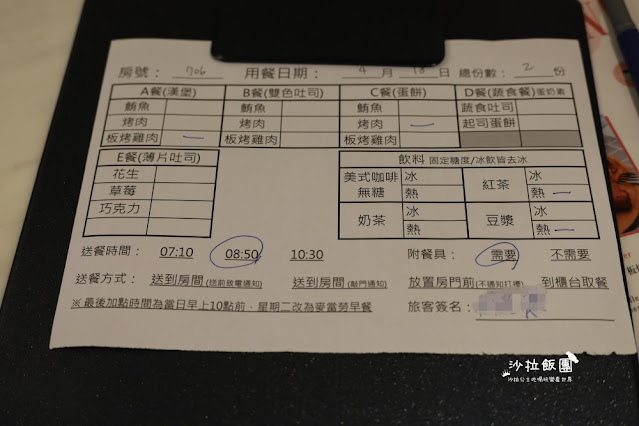 房號： 706 用餐日期： 4 月 18 日 總份數： 2 份
A餐(漢堡) B餐(雙色吐司) C餐(蛋餅) D餐(蔬食餐)蛋奶素
鮪魚 鮪魚 鮪魚 蔬食吐司
烤肉 烤肉 烤肉 一 起司蛋餅
板烤雞肉 一 板烤雞肉 板烤雞肉
E餐(薄片吐司) 飲料 固定糖度/冰飲皆去冰
花生 美式咖啡 冰 紅茶 冰
草莓 無糖 熱 熱 一
巧克力 奶茶 冰 豆漿 冰
熱 熱 一
送餐時間： 07:10 08:50 10:30 附餐具： 需要 不需要
送餐方式： 送到房間(送前致電通知) 送到房間(敲門通知) 放置房門前(不通知打擾) 到櫃台取餐
※最後加點時間為當日早上10點前，星期二改為麥當勞早餐 旅客簽名：
沙拉飯團